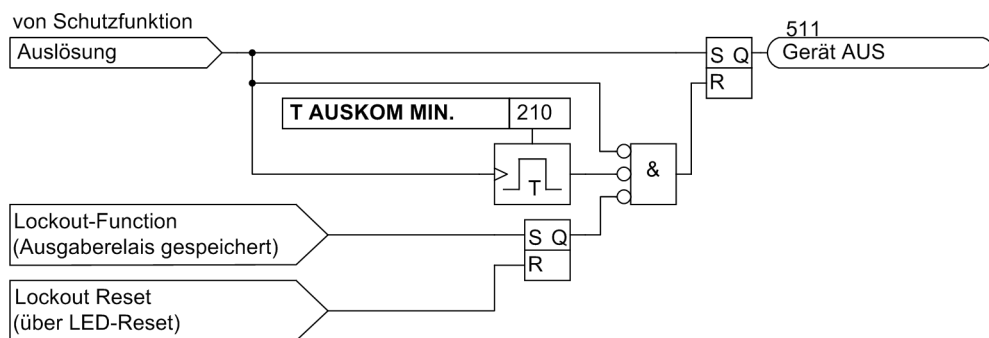 von Schutzfunktion
Auslösung
511
S Q
R
Gerät AUS
T AUSKOM MIN. 210
T
&
Lockout-Function
(Ausgaberelais gespeichert)
S Q
R
Lockout Reset
(über LED-Reset)